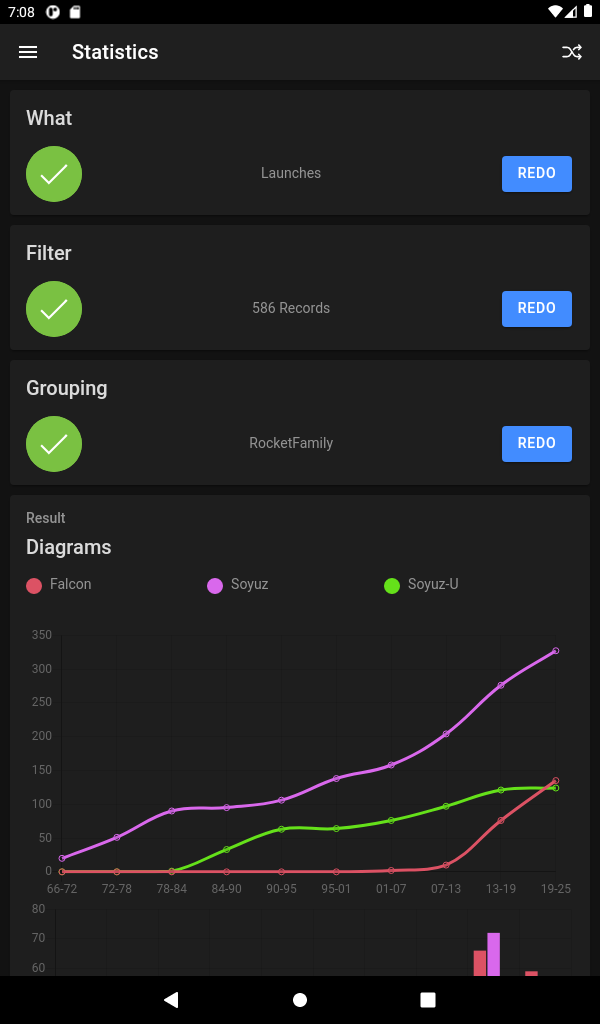 7:08
Statistics
What
Launches
REDO
Filter
586 Records
REDO
Grouping
RocketFamily
REDO
Result
Diagrams
Falcon Soyuz Soyuz-U
350
300
250
200
150
100
50
0
66-72 72-78 78-84 84-90 90-95 95-01 01-07 07-13 13-19 19-25
80
70
60